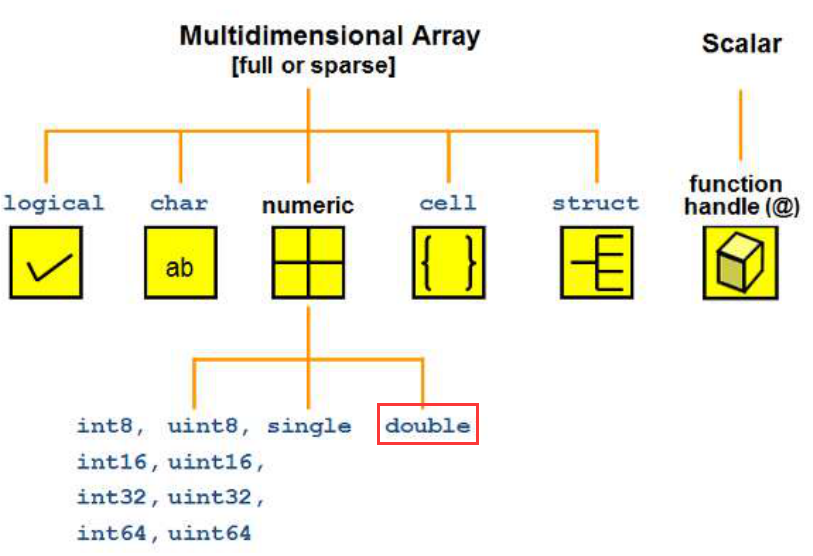 Multidimensional Array
[full or sparse]
Scalar
logical char numeric cell struct function
handle (@)
ab { }
int8, uint8, single double
int16, uint16,
int32, uint32,
int64, uint64